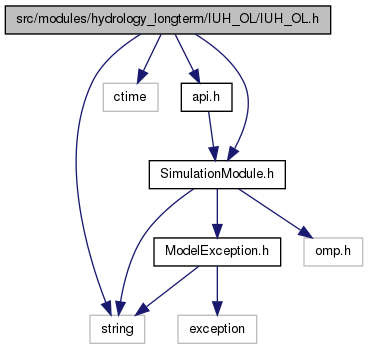 src/modules/hydrology_longterm/IUH_OL/IUH_OL.h
ctime
api.h
SimulationModule.h
ModelException.h
omp.h
string
exception